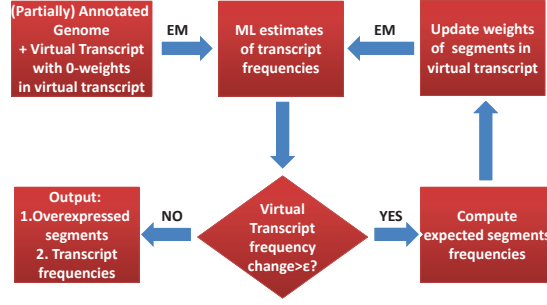 (Partially) Annotated
Genome
+ Virtual Transcript
with 0-weights
in virtual transcript
EM
ML estimates
of transcript
frequencies
EM
Update weights
of segments in
virtual transcript
Output:
1.Overexpressed
segments
2. Transcript
frequencies
NO
Virtual
Transcript
frequency
change>ε?
YES
Compute
expected segments
frequencies